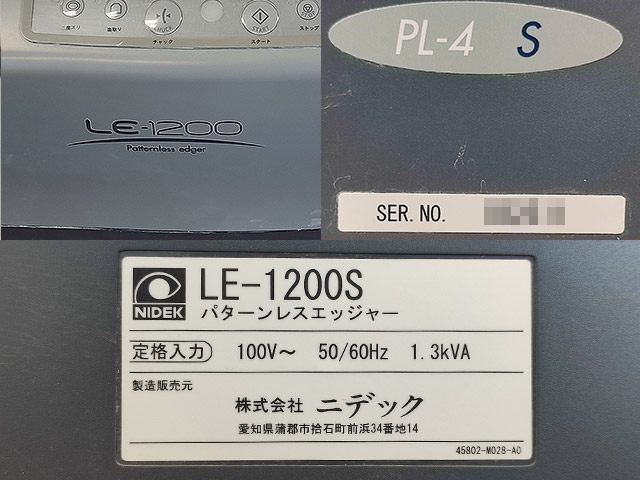 二度ズリ 面取り チャック スタート ストップ
CHUCK START
LE-1200
Patternless edger
PL-4 S
SER.NO.
NIDEK
LE-1200S
パターンレスエッジャー
定格入力 100V～ 50/60Hz 1.3kVA
製造販売元
株式会社 ニデック
愛知県蒲郡市拾石町前浜34番地14
45802-M028-A0